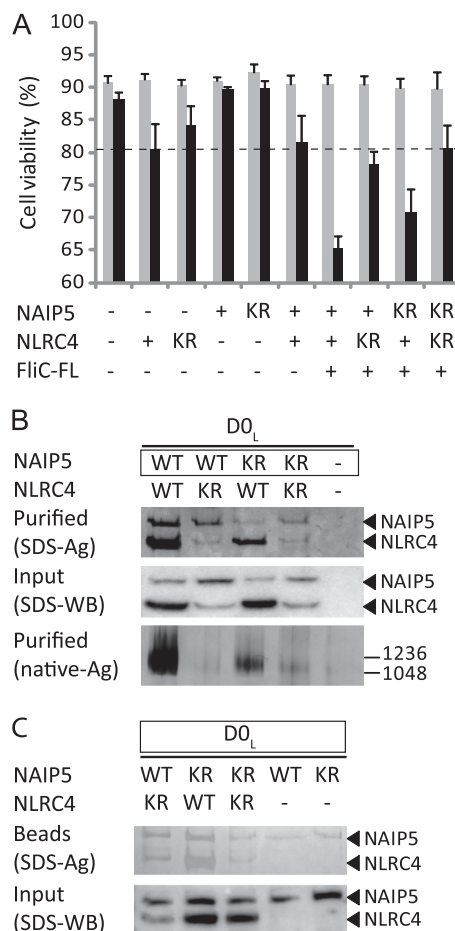 A
Cell viability (%)
100
95
90
85
80
75
70
65
60
NAIP5 - - - + KR + + + KR KR
NLRC4 - + KR - - + + KR + KR
FliC-FL - - - - - - + + + +
B
D0L
NAIP5 WT WT KR KR -
NLRC4 WT KR WT KR -
Purified
(SDS-Ag)
NAIP5
NLRC4
Input
(SDS-WB)
NAIP5
NLRC4
Purified
(native-Ag)
1236
1048
C
D0L
NAIP5 WT KR KR WT KR
NLRC4 KR WT KR - -
Beads
(SDS-Ag)
NAIP5
NLRC4
Input
(SDS-WB)
NAIP5
NLRC4